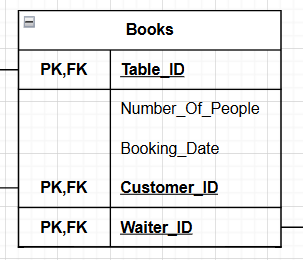 Books
PK,FK Table_ID
Number_Of_People
Booking_Date
PK,FK Customer_ID
PK,FK Waiter_ID